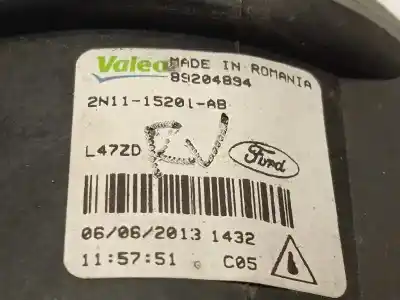 Valeo MADE IN ROMANIA
89204894
2N11-15201-AB
L47ZD
Ford
06/06/2013 1432
11:57:51 C05